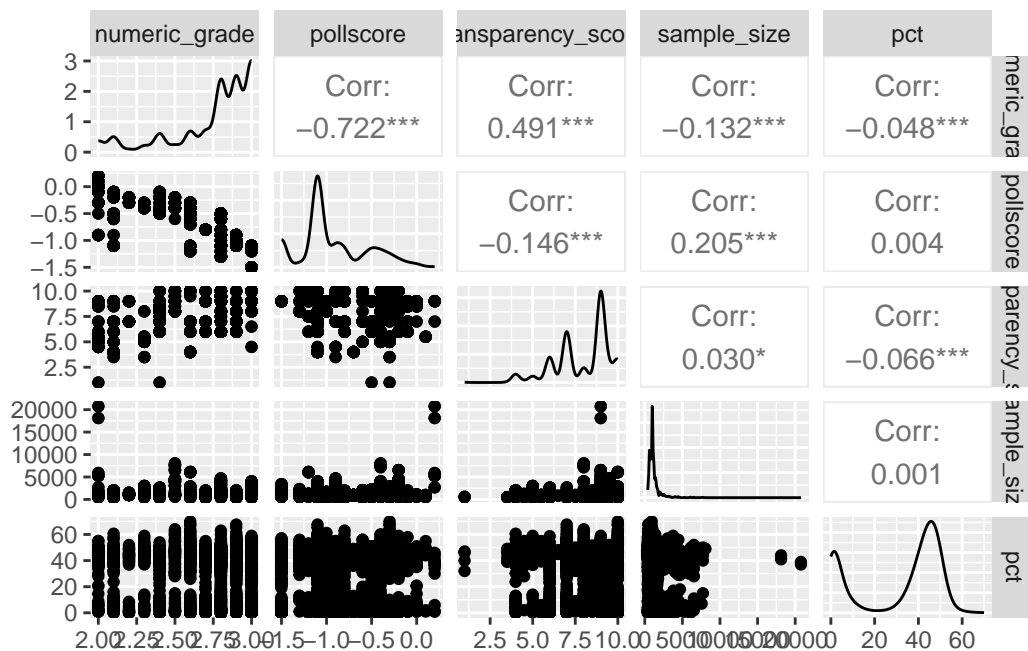 numeric_grade pollscore ansparency_sco sample_size pct
3
2
1
0
Corr:
−0.722***
Corr:
0.491***
Corr:
−0.132***
Corr:
−0.048***
meric_gra
0.0
−0.5
−1.0
−1.5
Corr:
−0.146***
Corr:
0.205***
Corr:
0.004
pollscore
10.0
7.5
5.0
2.5
Corr:
0.030*
Corr:
−0.066***
parency_s
20000
15000
10000
5000
0
Corr:
0.001
ample_siz
60
40
20
0
pct
2.00 2.25 2.50 2.75 3.00 −1.5 −1.0 −0.5 0.0 2.5 5.0 7.5 10.0 0 5000 10000 15000 20000 0 20 40 60